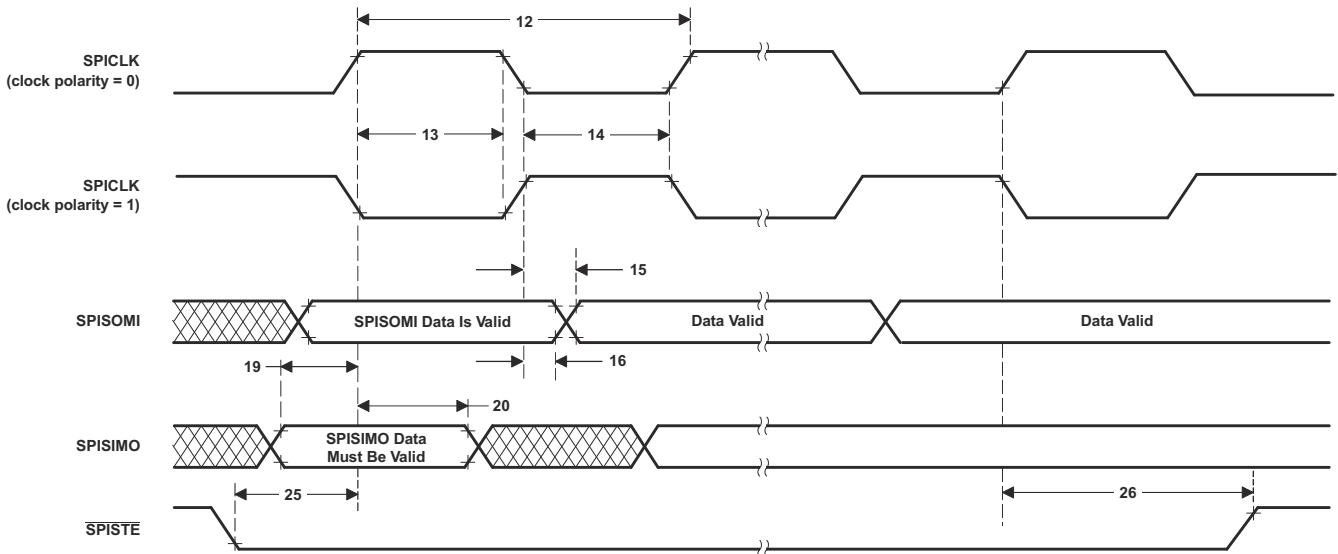 12
SPICLK
(clock polarity = 0)
13
14
SPICLK
(clock polarity = 1)
15
SPISOMI
SPISOMI Data Is Valid
Data Valid
Data Valid
16
19
20
SPISIMO
SPISIMO Data
Must Be Valid
25
26
SPISTE